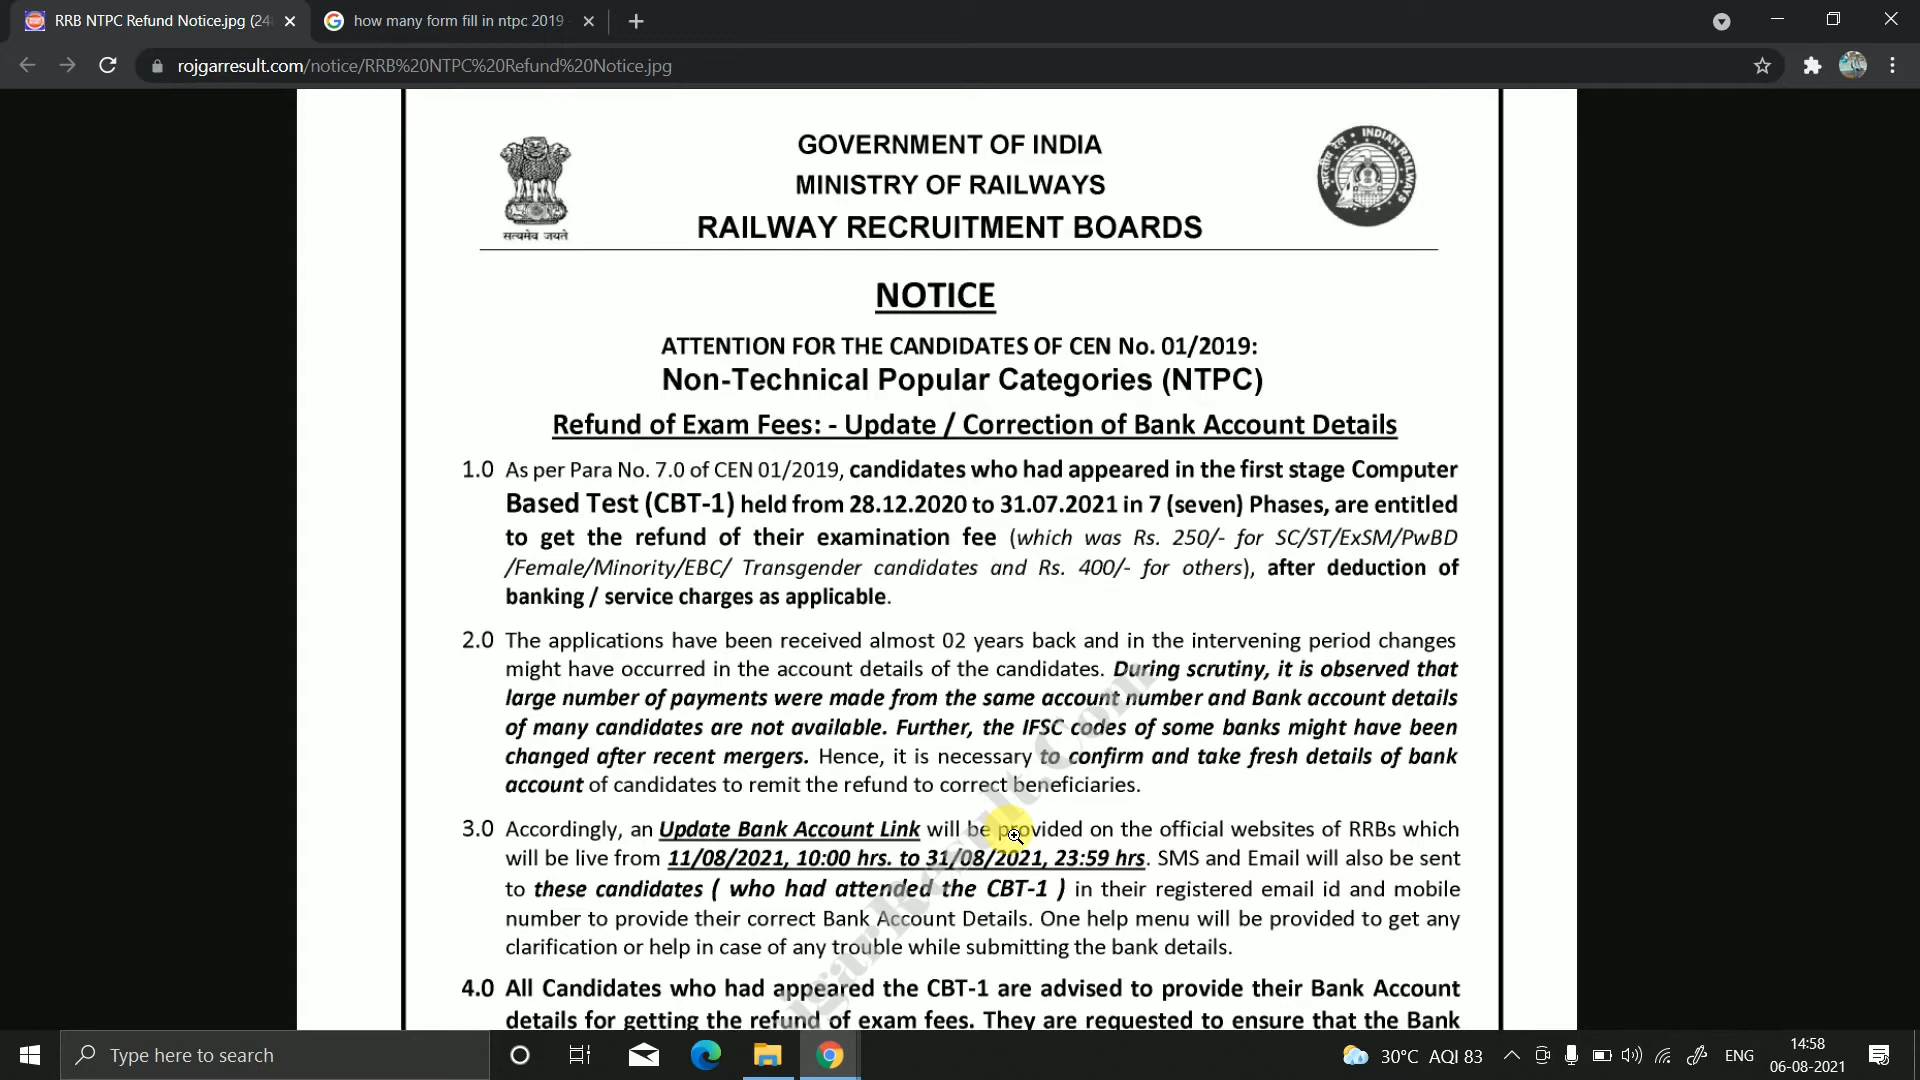 RRB NTPC Refund Notice.jpg (24
how many form fill in ntpc 2019
rojgarresult.com/notice/RRB%20NTPC%20Refund%20Notice.jpg
GOVERNMENT OF INDIA
MINISTRY OF RAILWAYS
RAILWAY RECRUITMENT BOARDS
सत्यमेव जयते
INDIAN RAILWAYS
भारतीय रेल
NOTICE
ATTENTION FOR THE CANDIDATES OF CEN No. 01/2019:
Non-Technical Popular Categories (NTPC)
Refund of Exam Fees: - Update / Correction of Bank Account Details
1.0 As per Para No. 7.0 of CEN 01/2019, candidates who had appeared in the first stage Computer
Based Test (CBT-1) held from 28.12.2020 to 31.07.2021 in 7 (seven) Phases, are entitled
to get the refund of their examination fee (which was Rs. 250/- for SC/ST/ExSM/PwBD
/Female/Minority/EBC/ Transgender candidates and Rs. 400/- for others), after deduction of
banking / service charges as applicable.
2.0 The applications have been received almost 02 years back and in the intervening period changes
might have occurred in the account details of the candidates. During scrutiny, it is observed that
large number of payments were made from the same account number and Bank account details
of many candidates are not available. Further, the IFSC codes of some banks might have been
changed after recent mergers. Hence, it is necessary to confirm and take fresh details of bank
account of candidates to remit the refund to correct beneficiaries.
3.0 Accordingly, an Update Bank Account Link will be provided on the official websites of RRBs which
will be live from 11/08/2021, 10:00 hrs. to 31/08/2021, 23:59 hrs. SMS and Email will also be sent
to these candidates ( who had attended the CBT-1 ) in their registered email id and mobile
number to provide their correct Bank Account Details. One help menu will be provided to get any
clarification or help in case of any trouble while submitting the bank details.
4.0 All Candidates who had appeared the CBT-1 are advised to provide their Bank Account
details for getting the refund of exam fees. They are requested to ensure that the Bank
igarResult.Com
Type here to search
30°C AQI 83
ENG
14:58
06-08-2021